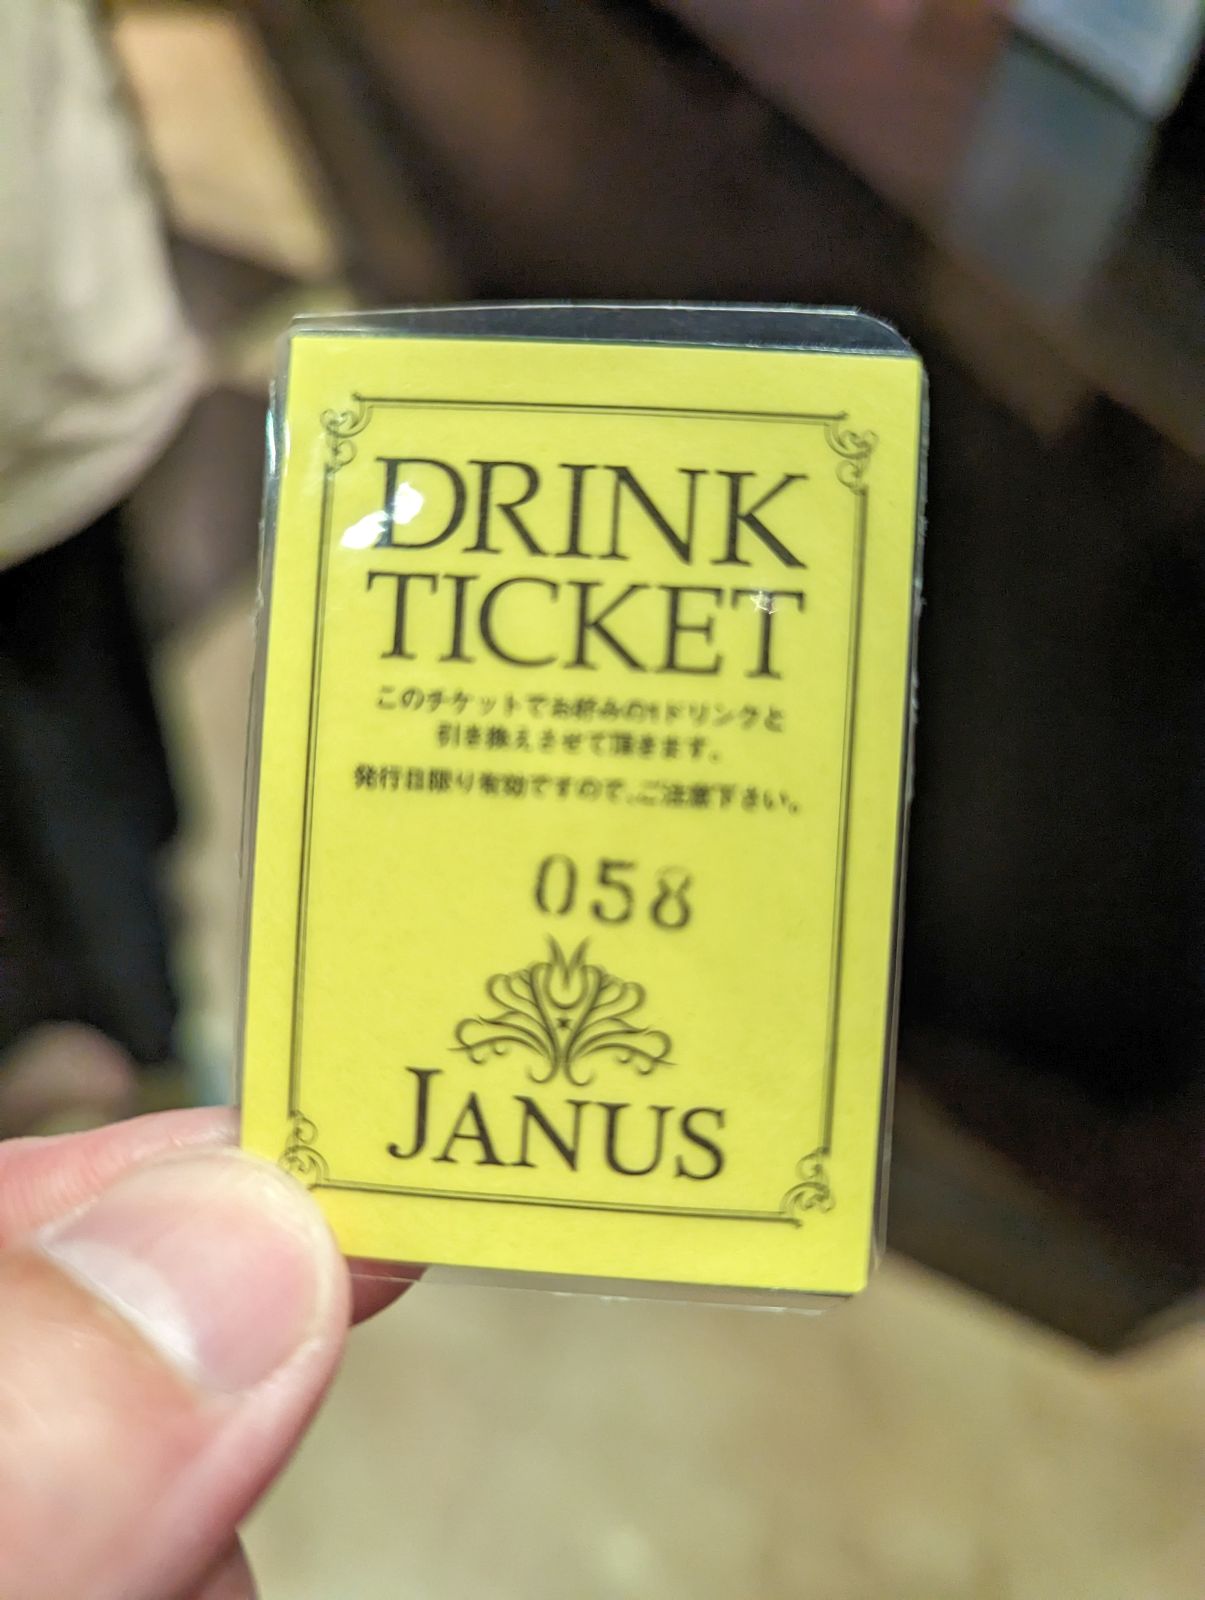 DRINK
TICKET
このチケットでお好みの1ドリンクと
引き換えさせて頂きます。
発行日限り有効ですので、ご注意下さい。
058
JANUS